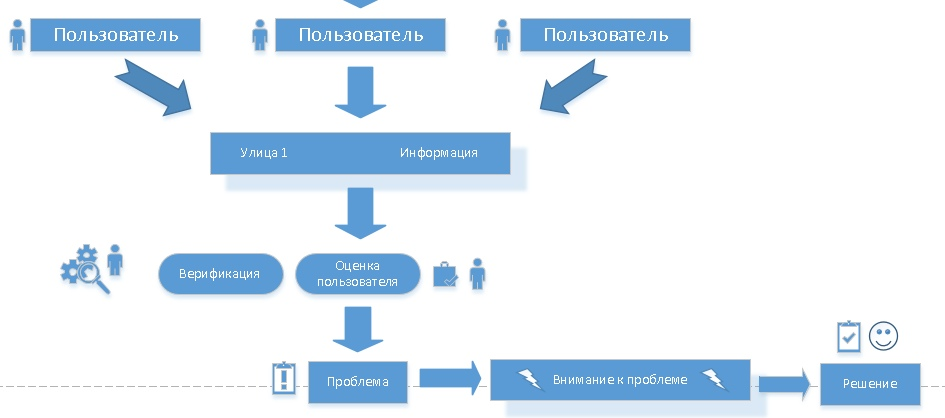 Пользователь
Пользователь
Пользователь
Улица 1
Информация
Верификация
Оценка
пользователя
Проблема
Внимание к проблеме
Решение